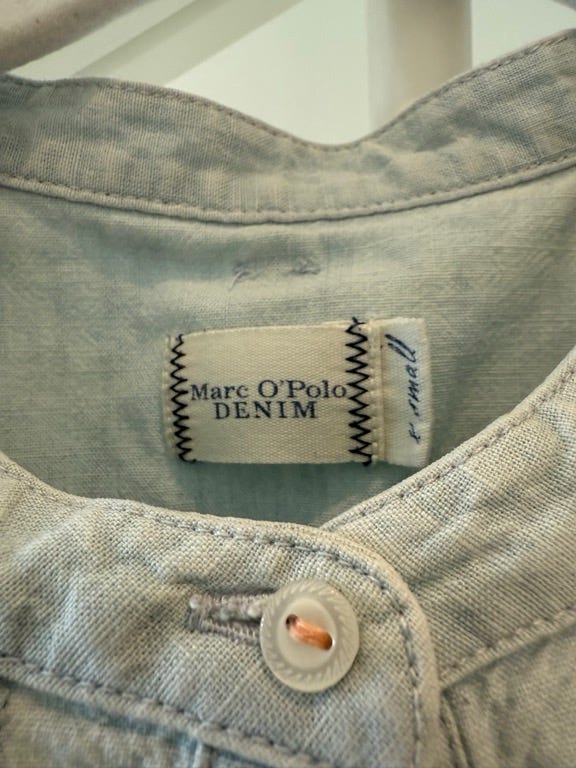 Marc O'Polo
DENIM
x small